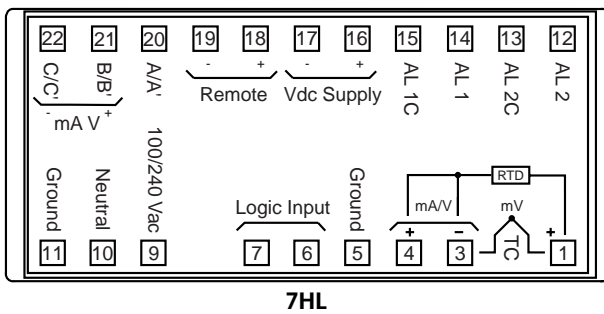 22 21 20 19 18 17 16 15 14 13 12
C/C' B/B' A/A' - + - + AL 1C AL 1 AL 2C AL 2
Remote Vdc Supply
- mA V +
RTD
Ground Neutral 100/240 Vac Logic Input Ground mA/V mV
+ - TC +
11 10 9 7 6 5 4 3 1
7HL